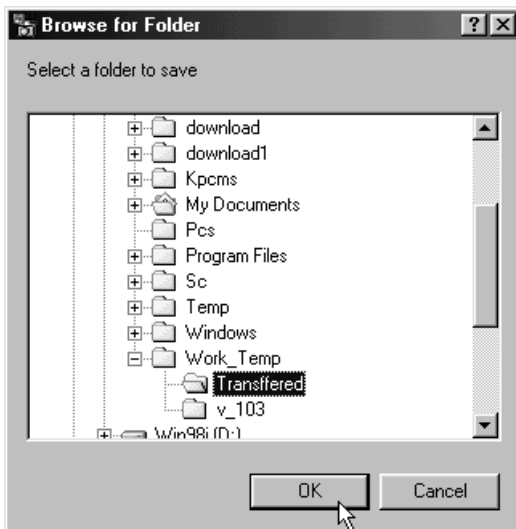 Browse for Folder
Select a folder to save
download
download1
Kpcms
My Documents
Pcs
Program Files
Sc
Temp
Windows
Work_Temp
Transffered
v_103
Win98j (D:)
OK Cancel